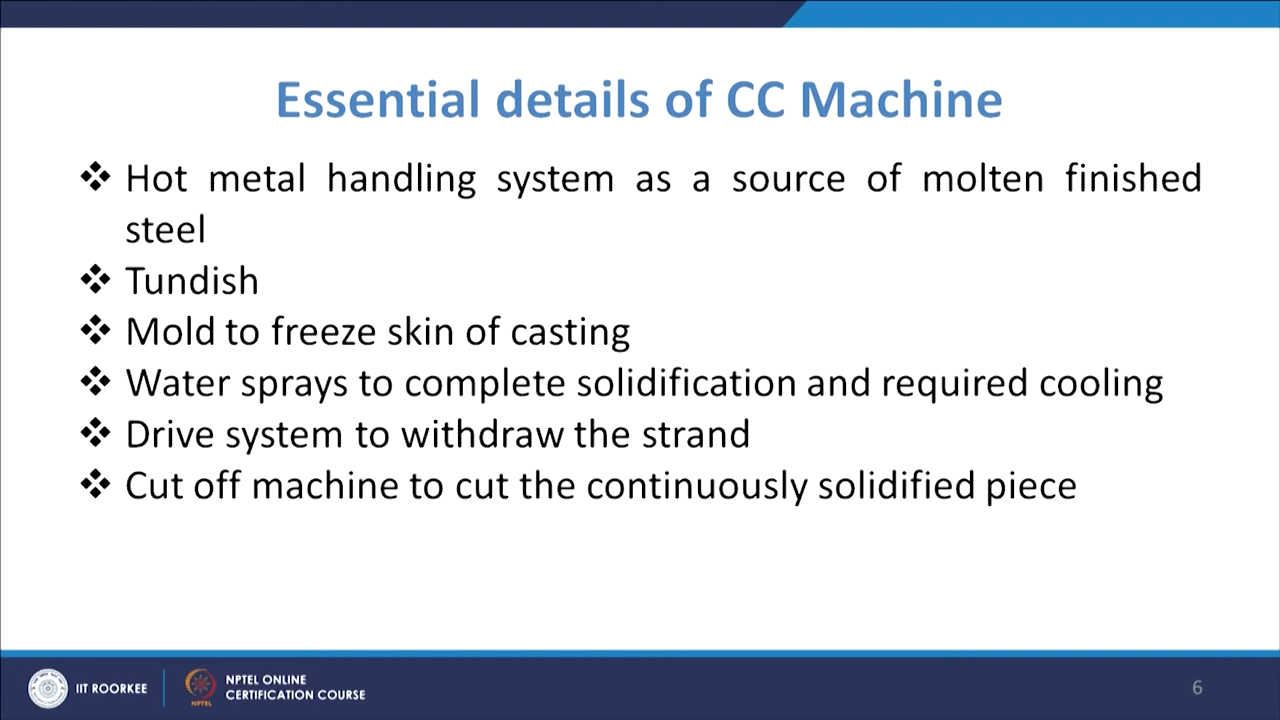 Essential details of CC Machine
❖ Hot metal handling system as a source of molten finished
steel
❖ Tundish
❖ Mold to freeze skin of casting
❖ Water sprays to complete solidification and required cooling
❖ Drive system to withdraw the strand
❖ Cut off machine to cut the continuously solidified piece
IIT ROORKEE
NPTEL
NPTEL ONLINE
CERTIFICATION COURSE
6